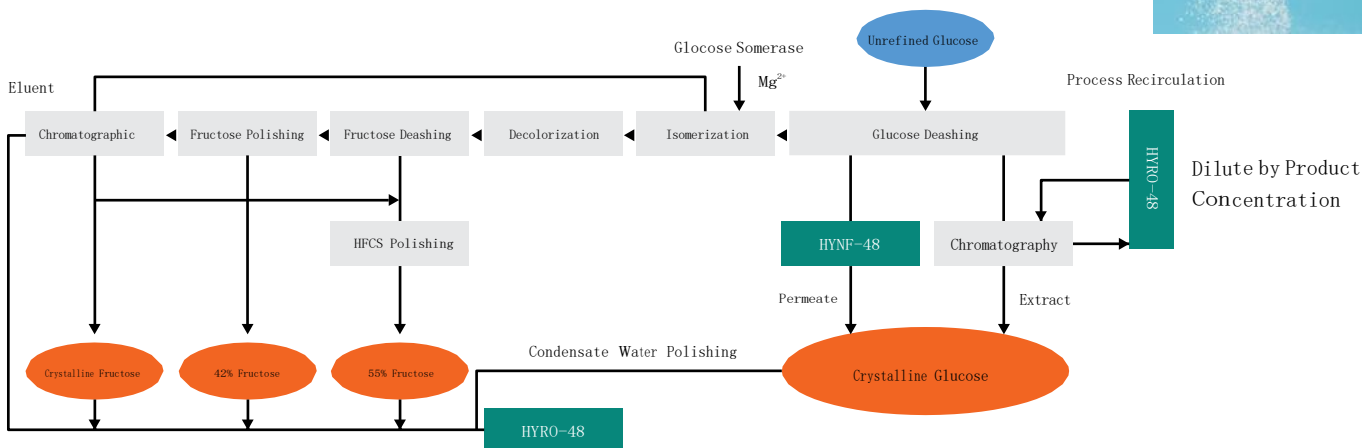 Glocose Somerase
Unrefined Glucose
Mg²⁺
Process Recirculation
Eluent
Chromatographic
Fructose Polishing
Fructose Deashing
Decolorization
Isomerization
Glucose Deashing
HYRO-48
Dilute by Product
Concentration
HFCS Polishing
HYNF-48
Chromatography
Permeate
Extract
Condensate Water Polishing
Crystalline Fructose
42% Fructose
55% Fructose
Crystalline Glucose
HYRO-48